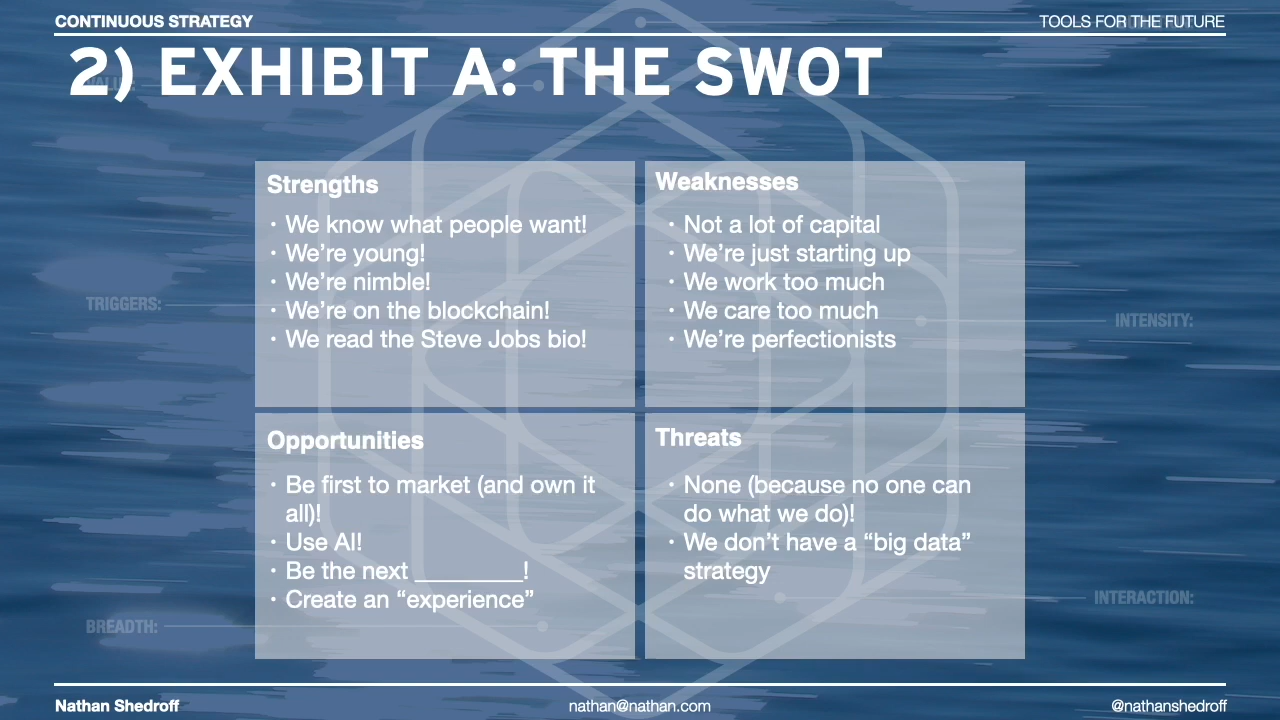 CONTINUOUS STRATEGY
TOOLS FOR THE FUTURE
2) EXHIBIT A: THE SWOT
VALUE:
Strengths
• We know what people want!
• We’re young!
• We’re nimble!
• We’re on the blockchain!
• We read the Steve Jobs bio!
Weaknesses
• Not a lot of capital
• We’re just starting up
• We work too much
• We care too much
• We’re perfectionists
TRIGGERS:
INTENSITY:
Opportunities
• Be first to market (and own it
all)!
• Use AI!
• Be the next _________!
• Create an “experience”
Threats
• None (because no one can
do what we do)!
• We don’t have a “big data”
strategy
BREADTH:
INTERACTION:
Nathan Shedroff
nathan@nathan.com
@nathanshedroff